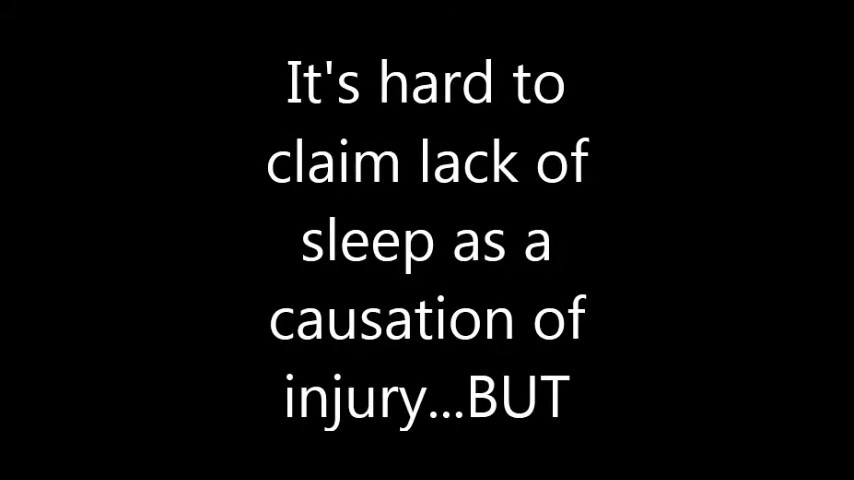 It's hard to
claim lack of
sleep as a
causation of
injury...BUT